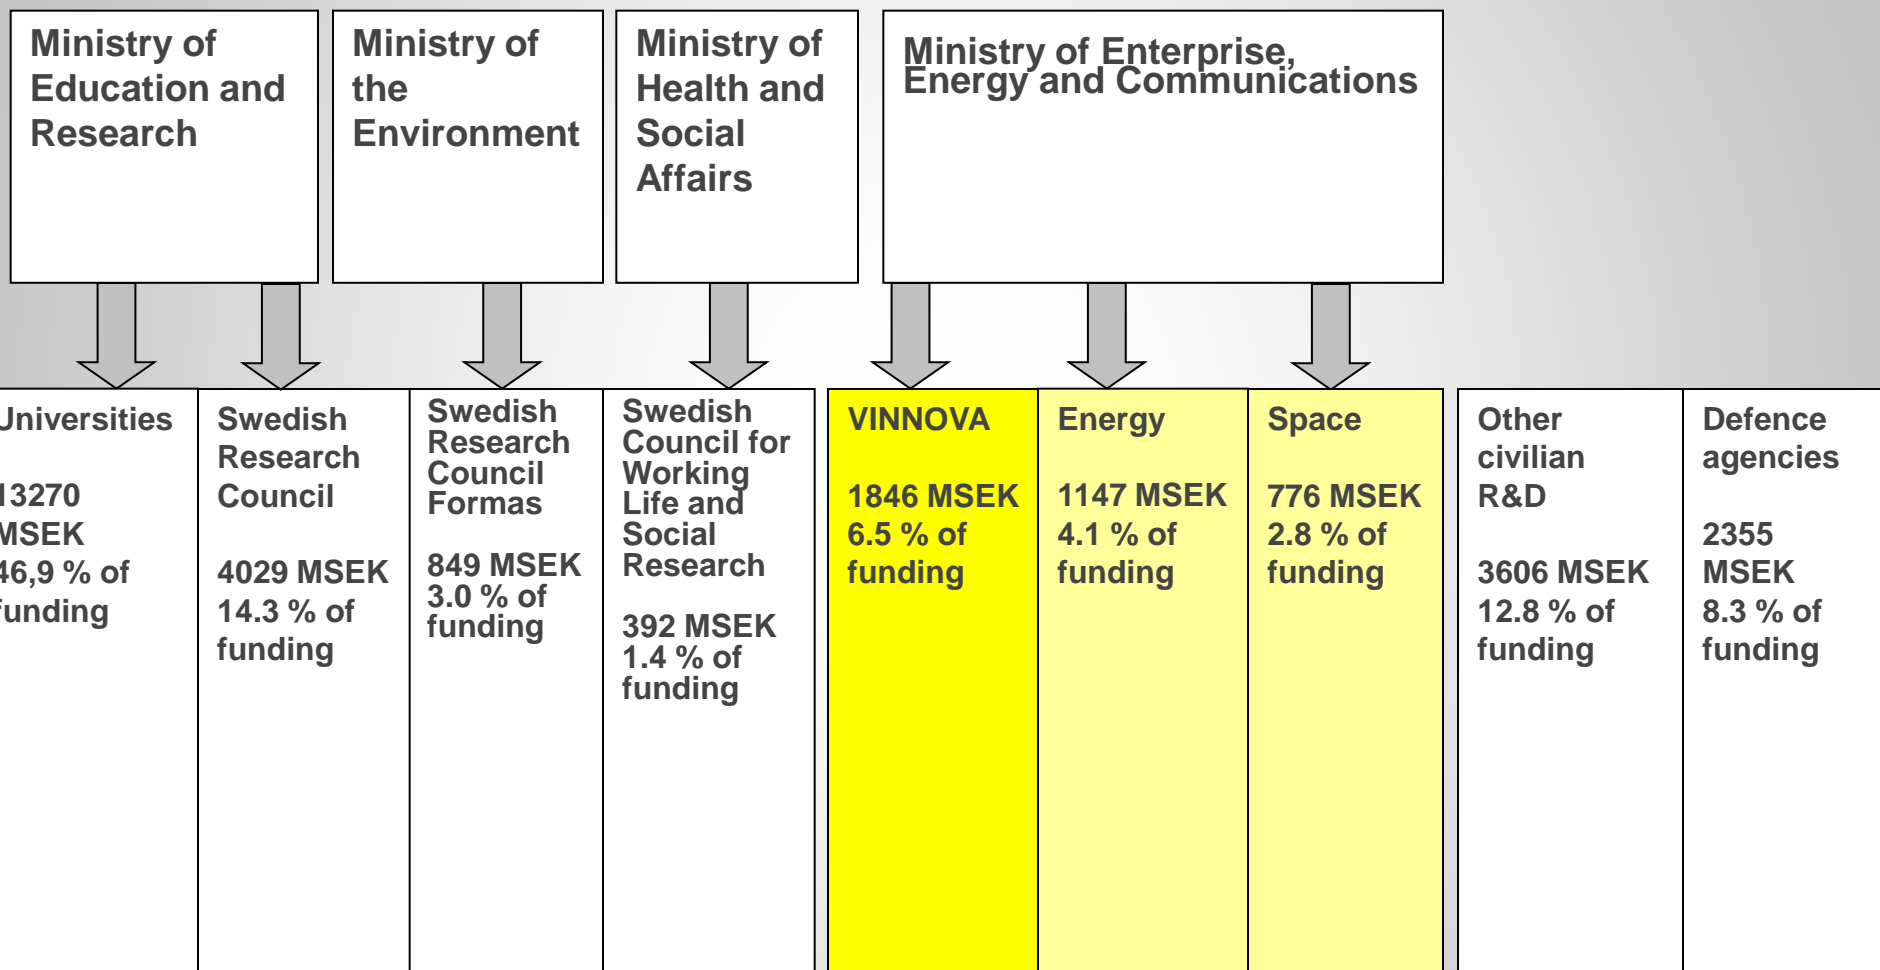 Ministry of
Education and
Research
Ministry of
the
Environment
Ministry of
Health and
Social
Affairs
Ministry of Enterprise,
Energy and Communications
Universities
13270
MSEK
46,9 % of
funding
Swedish
Research
Council
4029 MSEK
14.3 % of
funding
Swedish
Research
Council
Formas
849 MSEK
3.0 % of
funding
Swedish
Council for
Working
Life and
Social
Research
392 MSEK
1.4 % of
funding
VINNOVA
1846 MSEK
6.5 % of
funding
Energy
1147 MSEK
4.1 % of
funding
Space
776 MSEK
2.8 % of
funding
Other
civilian
R&D
3606 MSEK
12.8 % of
funding
Defence
agencies
2355
MSEK
8.3 % of
funding